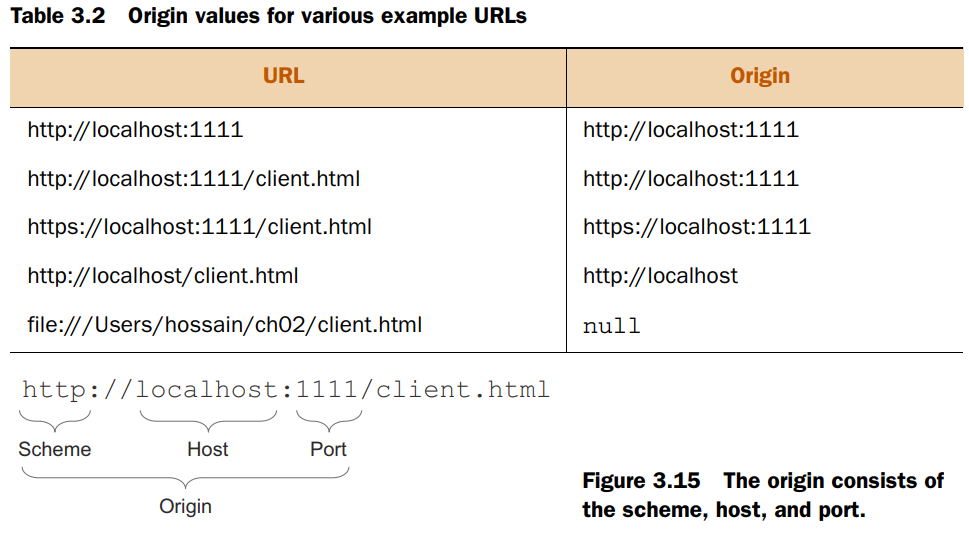 Table 3.2 Origin values for various example URLs
URL Origin
http://localhost:1111 http://localhost:1111
http://localhost:1111/client.html http://localhost:1111
https://localhost:1111/client.html https://localhost:1111
http://localhost/client.html http://localhost
file:///Users/hossain/ch02/client.html null
http://localhost:1111/client.html
Scheme Host Port
Origin
Figure 3.15 The origin consists of
the scheme, host, and port.